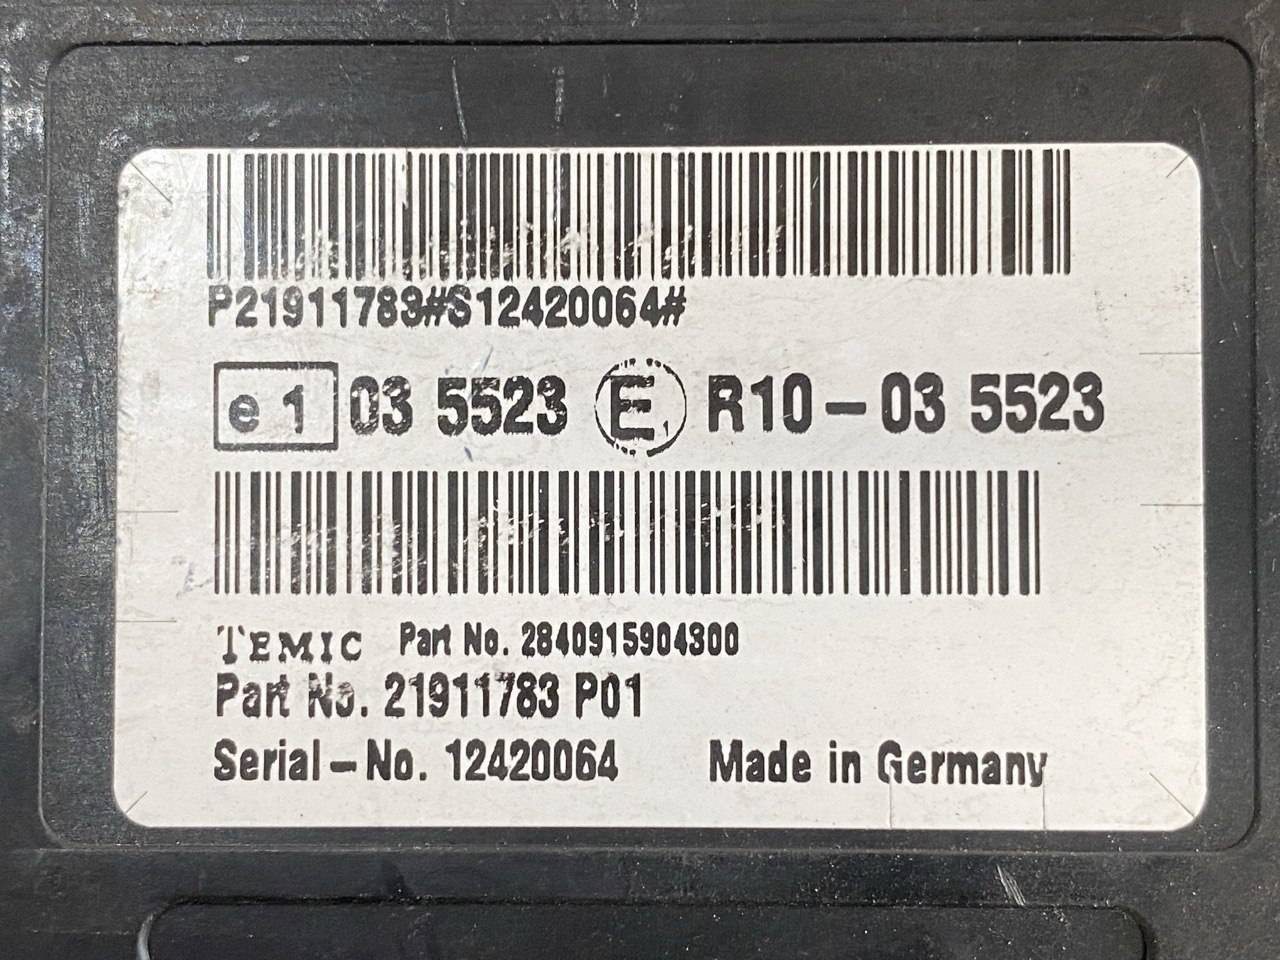 P21911783#S12420064#
e 1 03 5523 E 1 R10-03 5523
TEMIC Part No. 2840915904300
Part No. 21911783 P01
Serial-No. 12420064 Made in Germany